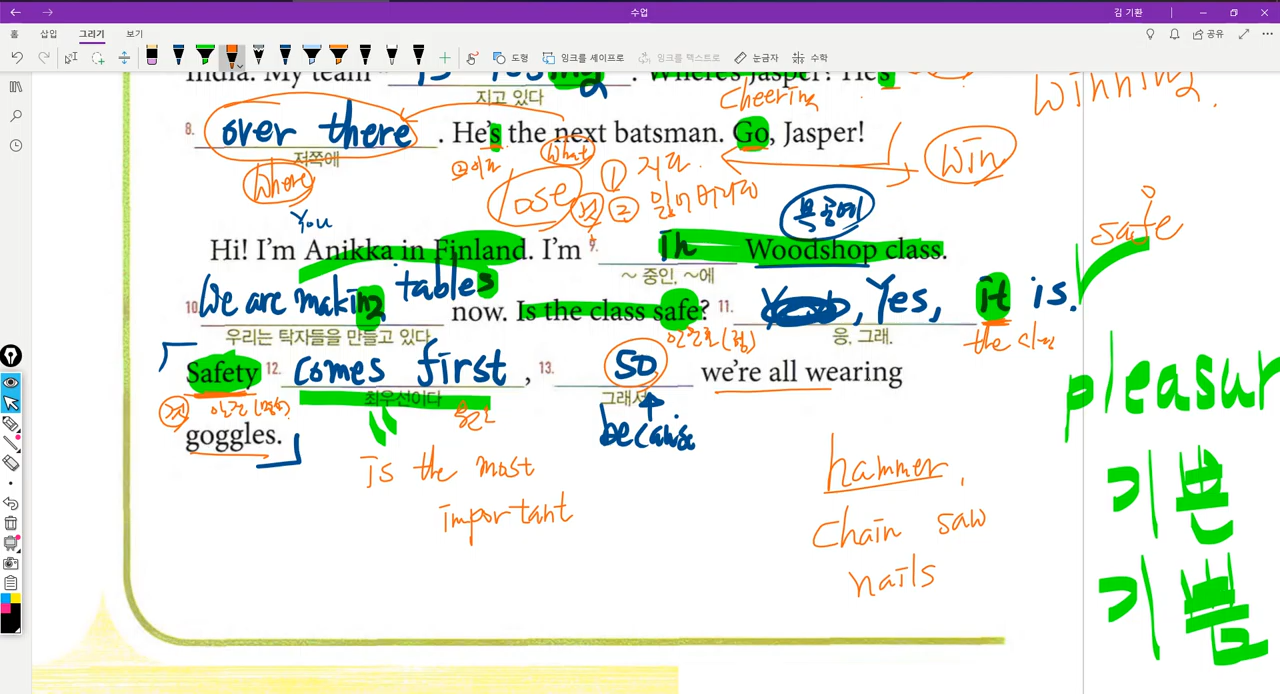 수업
김 기환
홈 삽입 그리기 보기
공유
도형 잉크를 셰이프로 잉크를 텍스트로 눈금자 수학
India. My team is losing . Where's Jasper? He's
지고 있다
cheering
winning.
8. over there . He's the next batsman. Go, Jasper!
저쪽에
where
②이다
what
lose
① 지다.
② 잃어버리다
win
You
목공예
safe
Hi! I'm Anikka in Finland. I'm 9. in Woodshop class.
~ 중인, ~에
10. We are making tables now. Is the class safe? 11. , Yes, it is.
우리는 탁자들을 만들고 있다
안전한(형)
응, 그래.
the class
Safety 12. comes first , 13. so we're all wearing
안전(명사)
최우선이다
그래서
because
goggles.
is the most
important
hammer,
chain saw
nails
pleasur
기쁜
기쁨